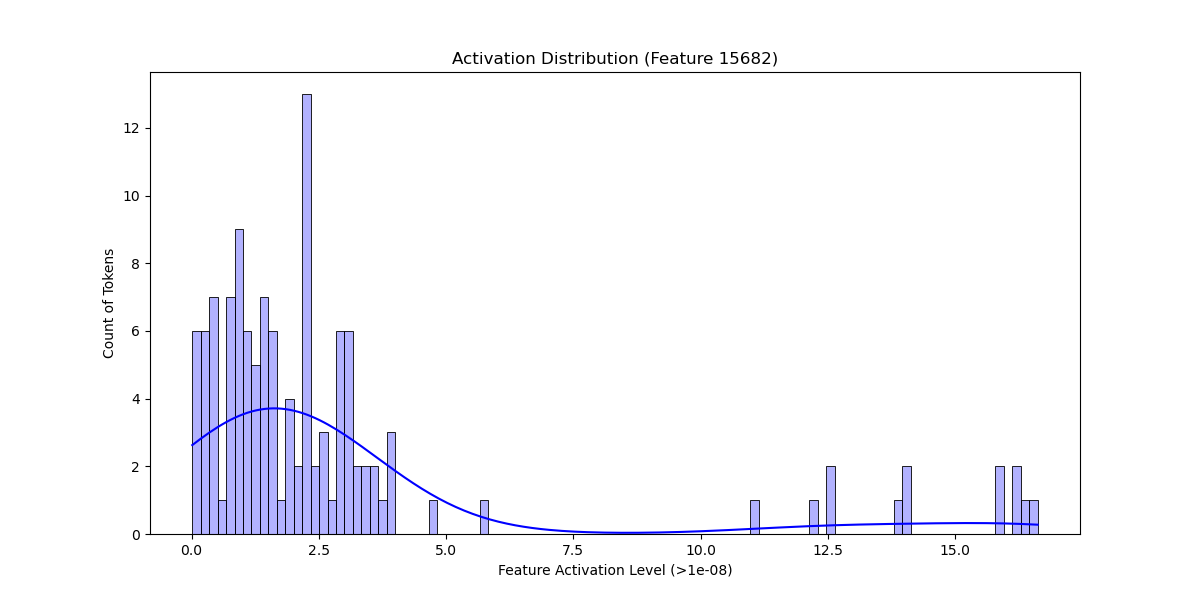 Activation Distribution (Feature 15682)
Count of Tokens
12
10
8
6
4
2
0
0.0 2.5 5.0 7.5 10.0 12.5 15.0
Feature Activation Level (>1e-08)